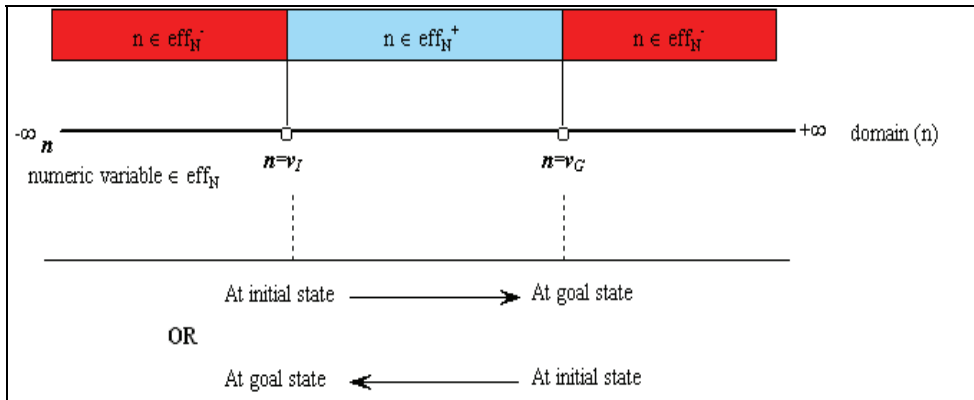 n ∈ eff_N^- n ∈ eff_N^+ n ∈ eff_N^-
-∞ n n=v_I n=v_G +∞ domain (n)
numeric variable ∈ eff_N
At initial state At goal state
OR
At goal state At initial state